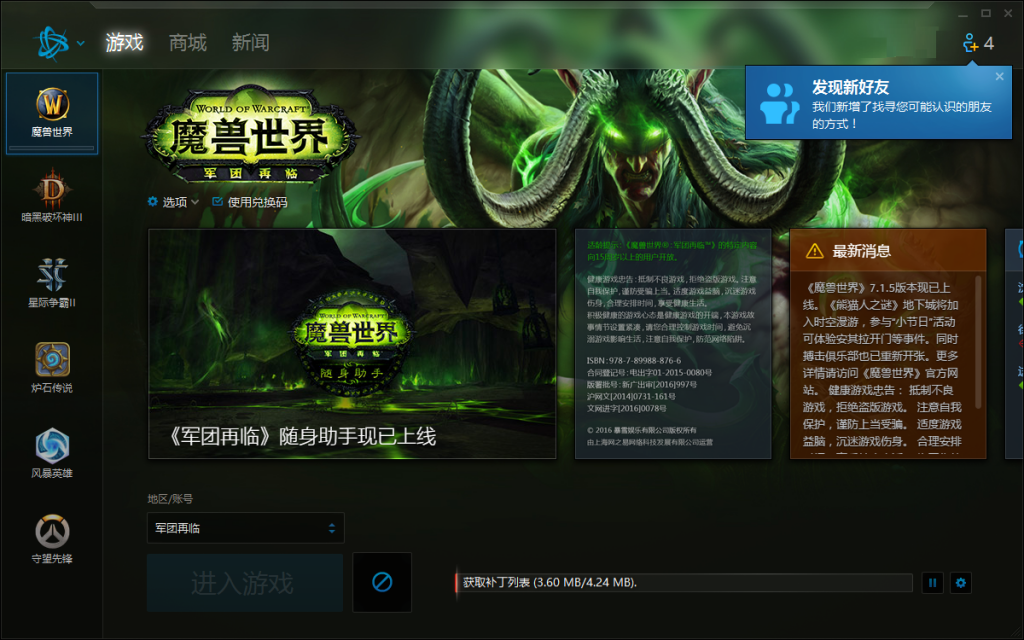 游戏
商城
新闻
4
发现新好友
我们新增了找寻您可能认识的朋友
的方式！
魔兽世界
暗黑破坏神III
星际争霸II
炉石传说
风暴英雄
守望先锋
WORLD OF WARCRAFT
魔兽世界
军团再临
选项
使用兑换码
WORLD OF WARCRAFT
魔兽世界
军团再临
随身助手
《军团再临》随身助手现已上线
适龄提示:《魔兽世界®: 军团再临™》的特定内容
健康游戏忠告: 抵制不良游戏, 拒绝盗版游戏。注意
自我保护, 谨防受骗上当。适度游戏益脑, 沉迷游戏
伤身, 合理安排时间, 享受健康生活。
积极健康的游戏心态是健康游戏的开端, 本游戏故
事情节设置紧凑, 请您合理控制游戏时间, 避免沉
溺游戏影响生活, 注意自我保护, 防范网络陷阱。
ISBN : 978-7-89988-876-6
合同登记号: 电出字01-2015-0080号
版署批号: 新广出审[2016]997号
沪网文[2014]0731-161号
文网进字[2016]0078号
© 2016 暴雪娱乐有限公司版权所有
由上海网之易网络科技发展有限公司运营
最新消息
《魔兽世界》7.1.5版本现已上
线。《熊猫人之谜》地下城将加
入时空漫游，参与“小节日”活动
可体验安其拉开门等事件。同时
搏击俱乐部也已重新开张。更多
详情请访问《魔兽世界》官方网
站。 健康游戏忠告： 抵制不良
游戏，拒绝盗版游戏。 注意自我
保护，谨防上当受骗。 适度游戏
益脑，沉迷游戏伤身。 合理安排
地区/账号
军团再临
进入游戏
获取补丁列表 (3.60 MB/4.24 MB).